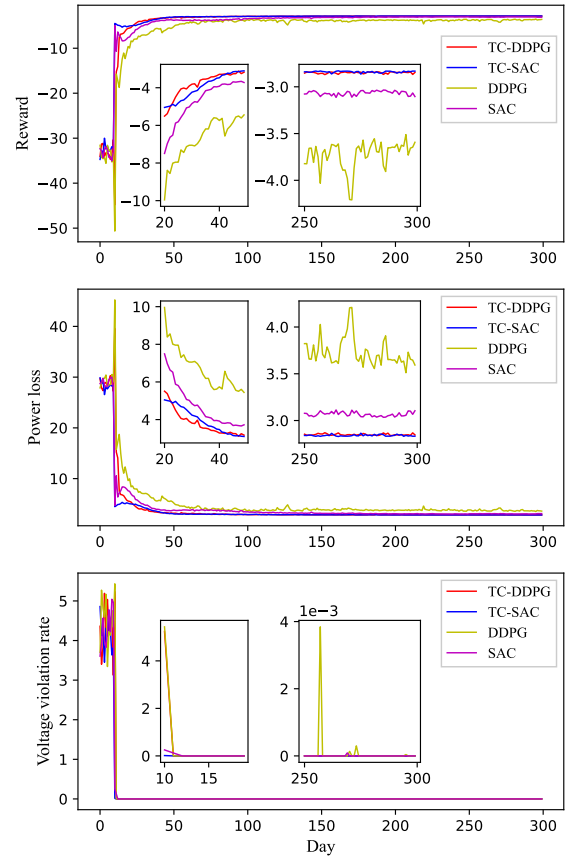 −10
−20
−30
−40
−50
Reward
0 50 100 150 200 250 300
−4
−6
−8
−10
20 40
−3.0
−3.5
−4.0
250 300
TC-DDPG
TC-SAC
DDPG
SAC
40
30
20
10
Power loss
0 50 100 150 200 250 300
10
8
6
4
20 40
4.0
3.5
3.0
250 300
TC-DDPG
TC-SAC
DDPG
SAC
5
4
3
2
1
0
Voltage violation rate
0 50 100 150 200 250 300
Day
4
2
0
10 15
1e−3
4
2
0
250 300
TC-DDPG
TC-SAC
DDPG
SAC